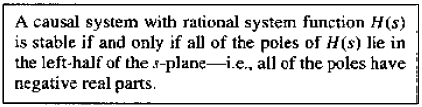 A causal system with rational system function H(s)
is stable if and only if all of the poles of H(s) lie in
the left-half of the s-plane—i.e., all of the poles have
negative real parts.